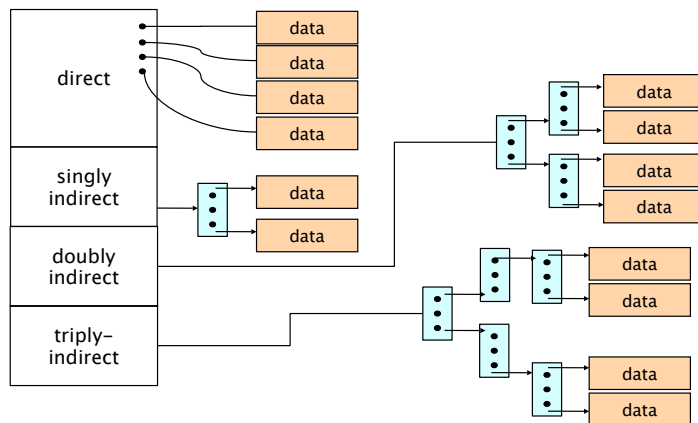 direct
data
data
data
data
singly
indirect
data
data
doubly
indirect
data
data
data
data
triply-
indirect
data
data
data
data